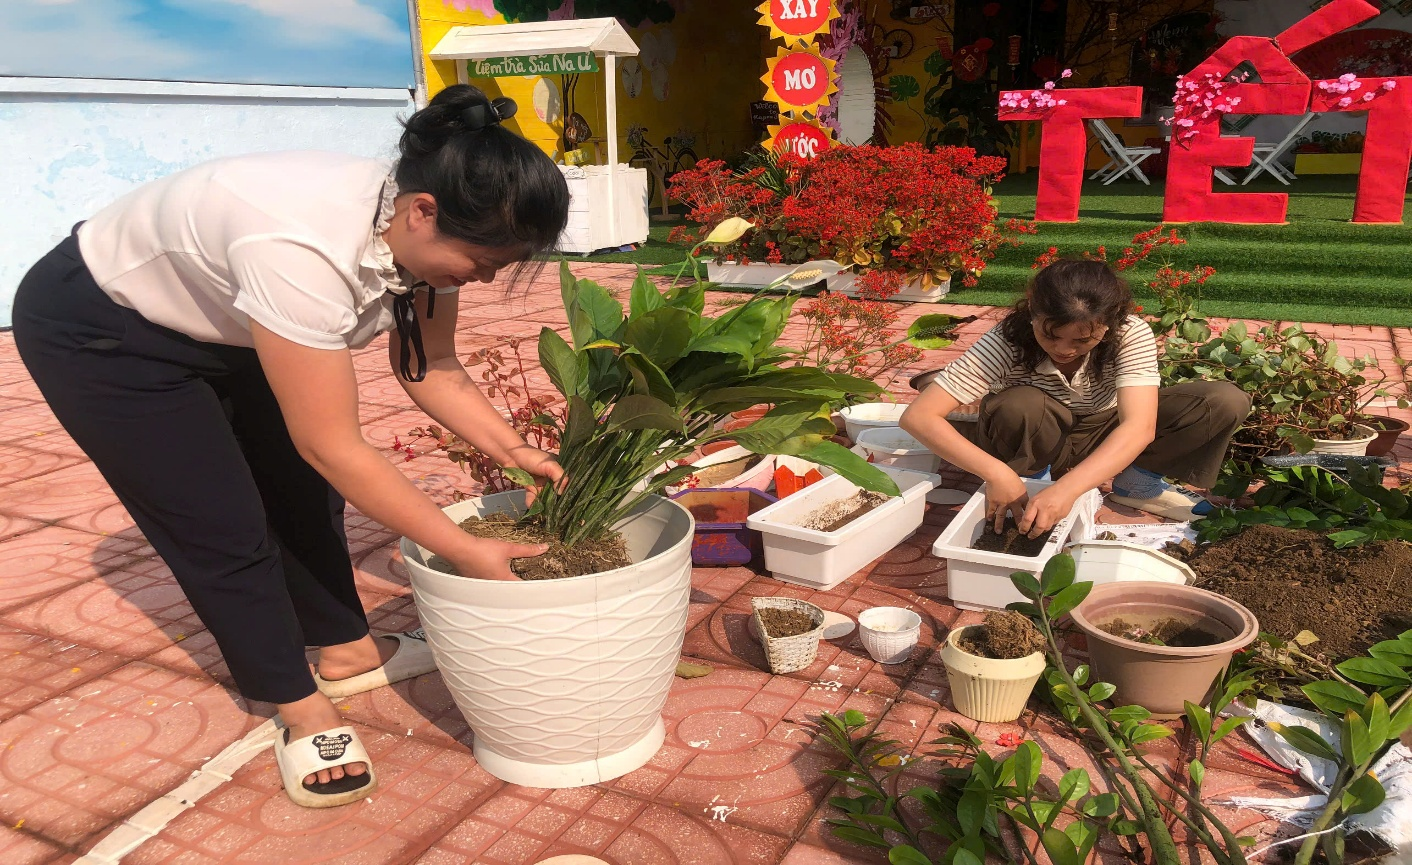 Tiệm trà Sữa Na Ú
XÂY
MƠ
ƯỚC
TẾT